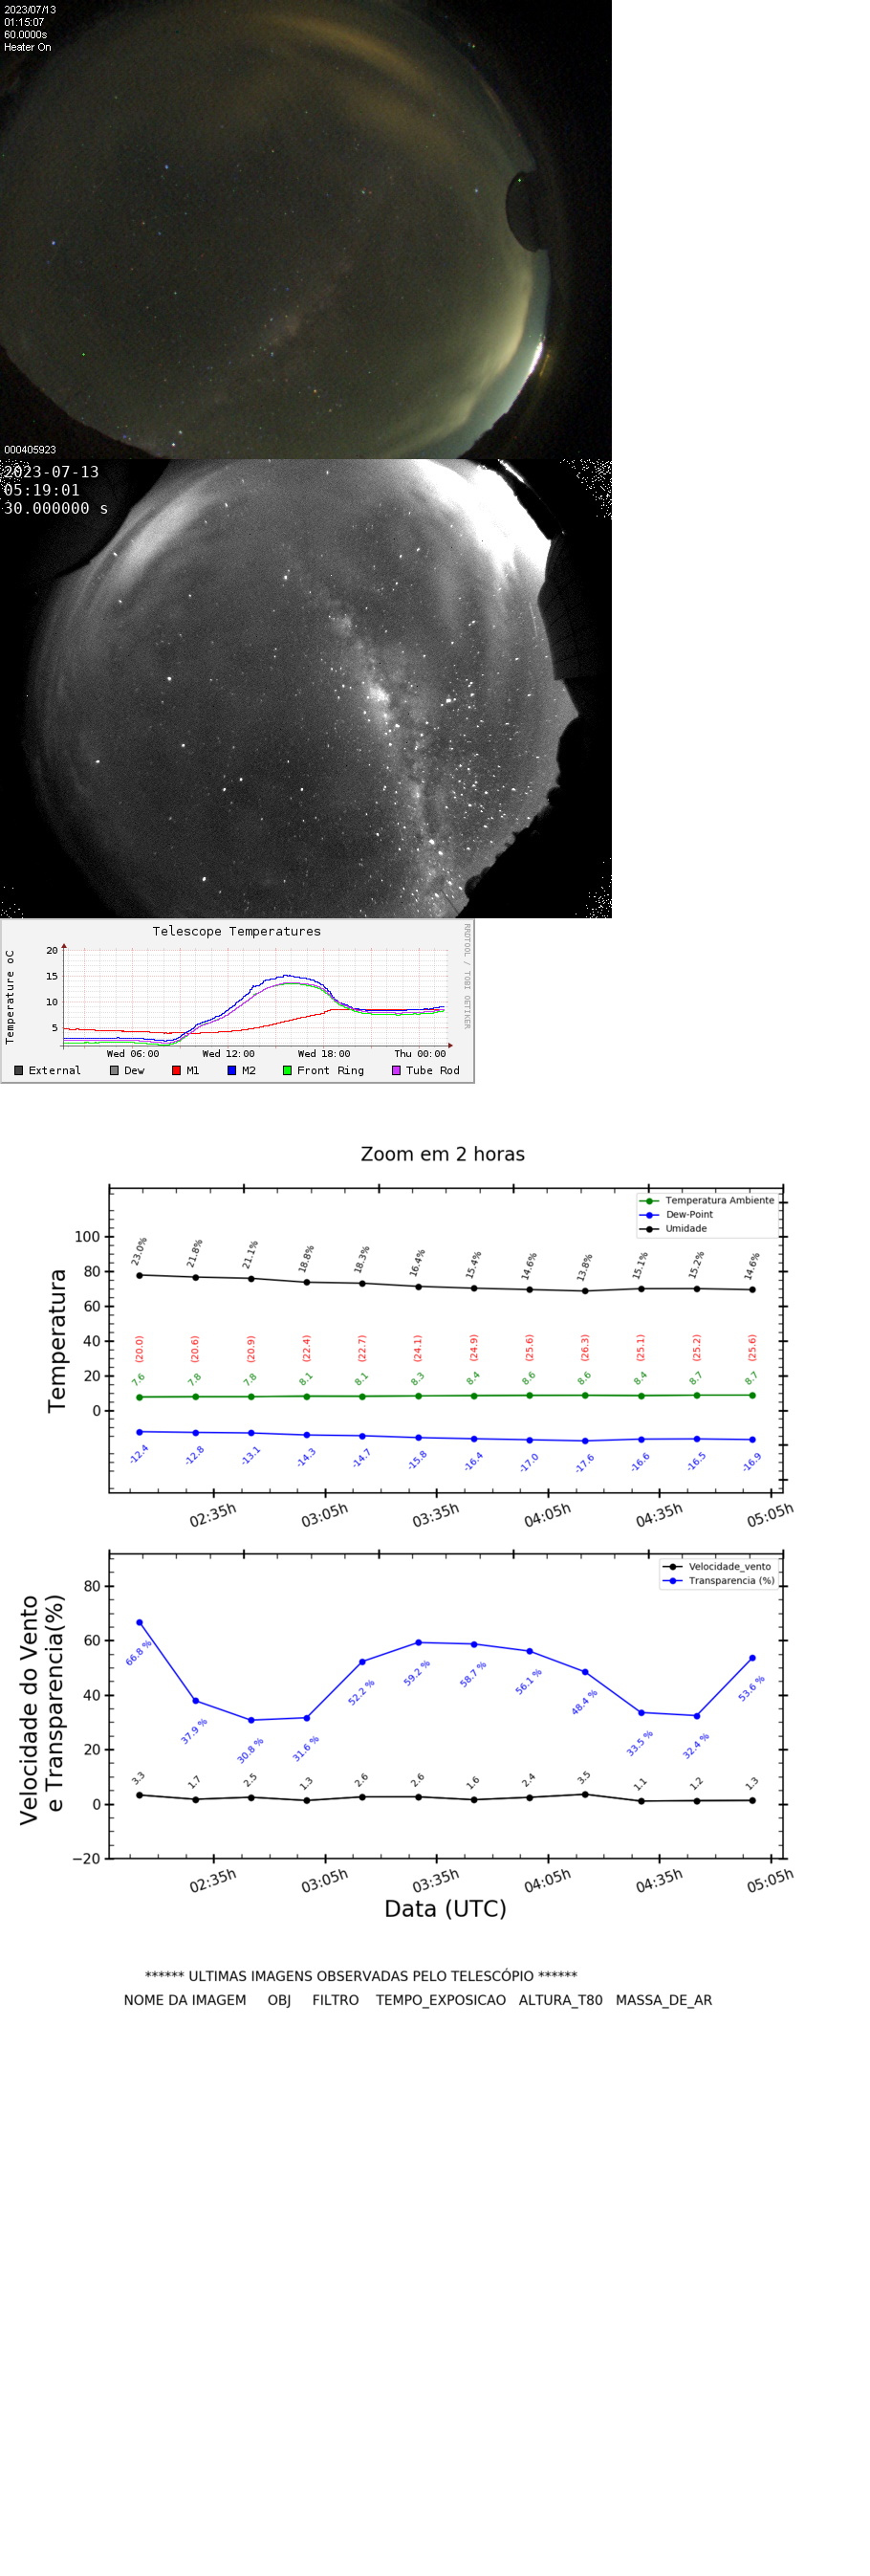 2023/07/13
01:15:07
60.0000s
Heater On
000405923
2023-07-13
05:19:01
30.000000 s
Telescope Temperatures
RRDTOOL / TOBI OETIKER
Temperature oC
20
15
10
5
Wed 06:00 Wed 12:00 Wed 18:00 Thu 00:00
External Dew M1 M2 Front Ring Tube Rod
Zoom em 2 horas
Temperatura Ambiente
Dew-Point
Umidade
Temperatura
100
80
60
40
20
0
23.0% 21.8% 21.1% 18.8% 18.3% 16.4% 15.4% 14.6% 13.8% 15.1% 15.2% 14.6%
(20.0) (20.6) (20.9) (22.4) (22.7) (24.1) (24.9) (25.6) (26.3) (25.1) (25.2) (25.6)
7.6 7.8 7.8 8.1 8.1 8.3 8.4 8.6 8.6 8.4 8.7 8.7
-12.4 -12.8 -13.1 -14.3 -14.7 -15.8 -16.4 -17.0 -17.6 -16.6 -16.5 -16.9
02:35h 03:05h 03:35h 04:05h 04:35h 05:05h
Velocidade_vento
Transparencia (%)
Velocidade do Vento
e Transparencia(%)
80
60
40
20
0
−20
66.8 % 37.9 % 30.8 % 31.6 % 52.2 % 59.2 % 58.7 % 56.1 % 48.4 % 33.5 % 32.4 % 53.6 %
3.3 1.7 2.5 1.3 2.6 2.6 1.6 2.4 3.5 1.1 1.2 1.3
02:35h 03:05h 03:35h 04:05h 04:35h 05:05h
Data (UTC)
****** ULTIMAS IMAGENS OBSERVADAS PELO TELESCÓPIO ******
NOME DA IMAGEM OBJ FILTRO TEMPO_EXPOSICAO ALTURA_T80 MASSA_DE_AR